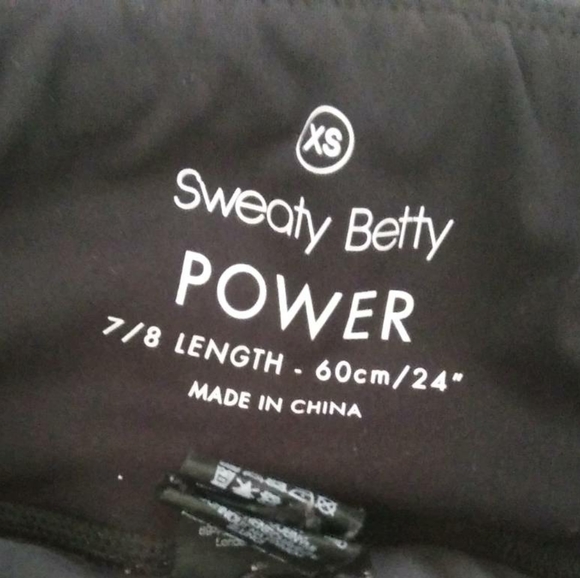 XS
Sweaty Betty
POWER
7/8 LENGTH - 60cm/24"
MADE IN CHINA